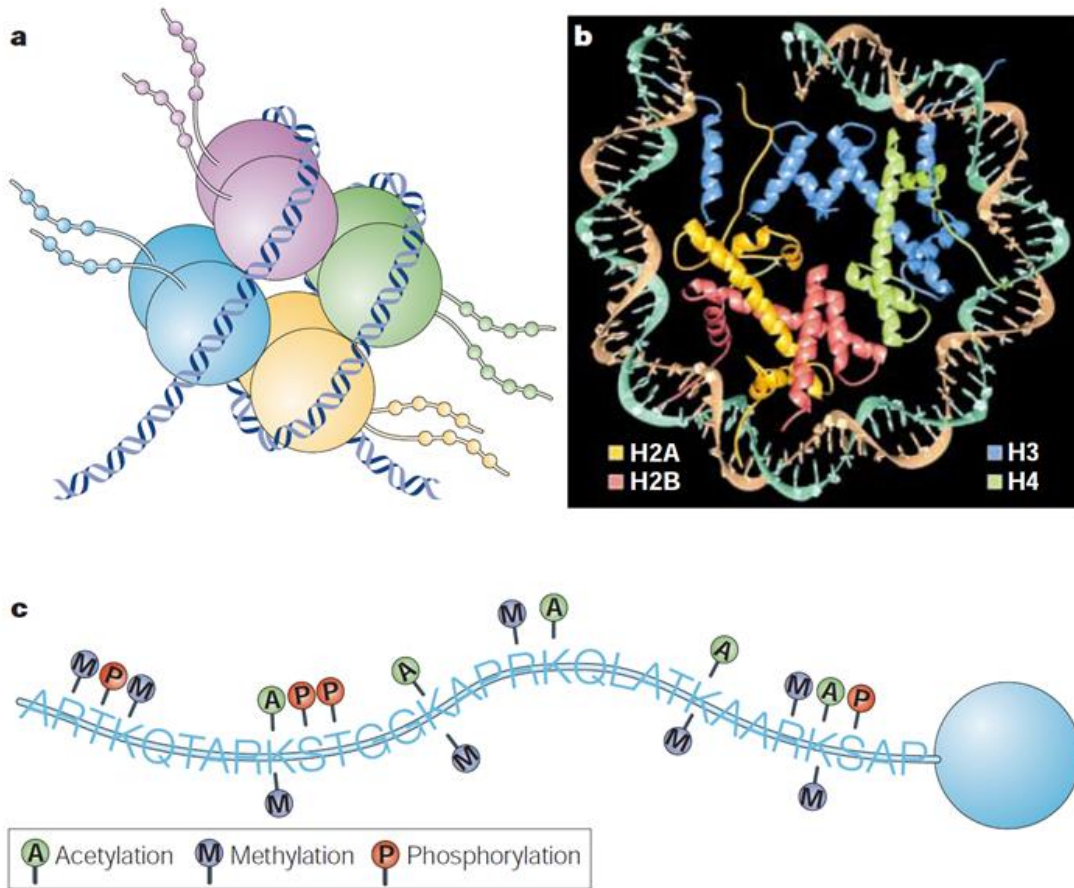 a
b
H2A
H2B
H3
H4
c
M P M
A P P
A
M A
A
M A P
ARTKQTARKSTGGKAPRKQLATKAARKSAP
M
M
M
M
A Acetylation
M Methylation
P Phosphorylation